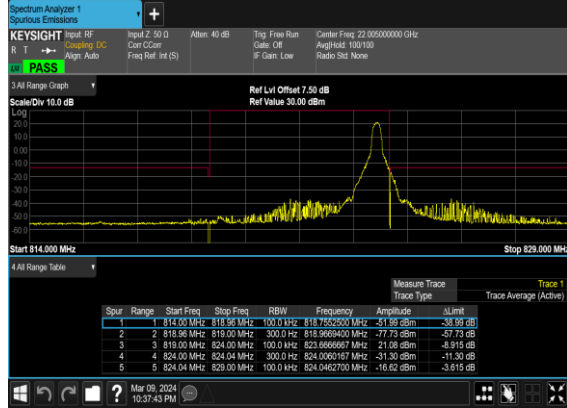 Spectrum Analyzer 1
Spurious Emissions
+
KEYSIGHT Input: RF Input Z: 50 Ω Atten: 40 dB Trig: Free Run Center Freq: 22.005000000 GHz
R T Coupling: DC Corr CCorr Gate: Off Avg|Hold: 100/100
Align: Auto Freq Ref: Int (S) IF Gain: Low Radio Std: None
PASS
3 All Range Graph
Ref Lvl Offset 7.50 dB
Scale/Div 10.0 dB Ref Value 30.00 dBm
Log
20.0
10.0
0.00
-10.0
-20.0
-30.0
-40.0
-50.0
-60.0
Start 814.000 MHz Stop 829.000 MHz
4 All Range Table
Measure Trace Trace 1
Trace Type Trace Average (Active)
Spur Range Start Freq Stop Freq RBW Frequency Amplitude ΔLimit
1 1 814.00 MHz 818.96 MHz 100.0 kHz 818.7552500 MHz -51.99 dBm -38.99 dB
2 2 818.96 MHz 819.00 MHz 300.0 Hz 818.9669400 MHz -77.73 dBm -57.73 dB
3 3 819.00 MHz 824.00 MHz 100.0 kHz 823.6666667 MHz 21.08 dBm -8.915 dB
4 4 824.00 MHz 824.04 MHz 300.0 Hz 824.0060167 MHz -31.30 dBm -11.30 dB
5 5 824.04 MHz 829.00 MHz 100.0 kHz 824.0462700 MHz -16.62 dBm -3.615 dB
?
Mar 09, 2024
10:37:43 PM